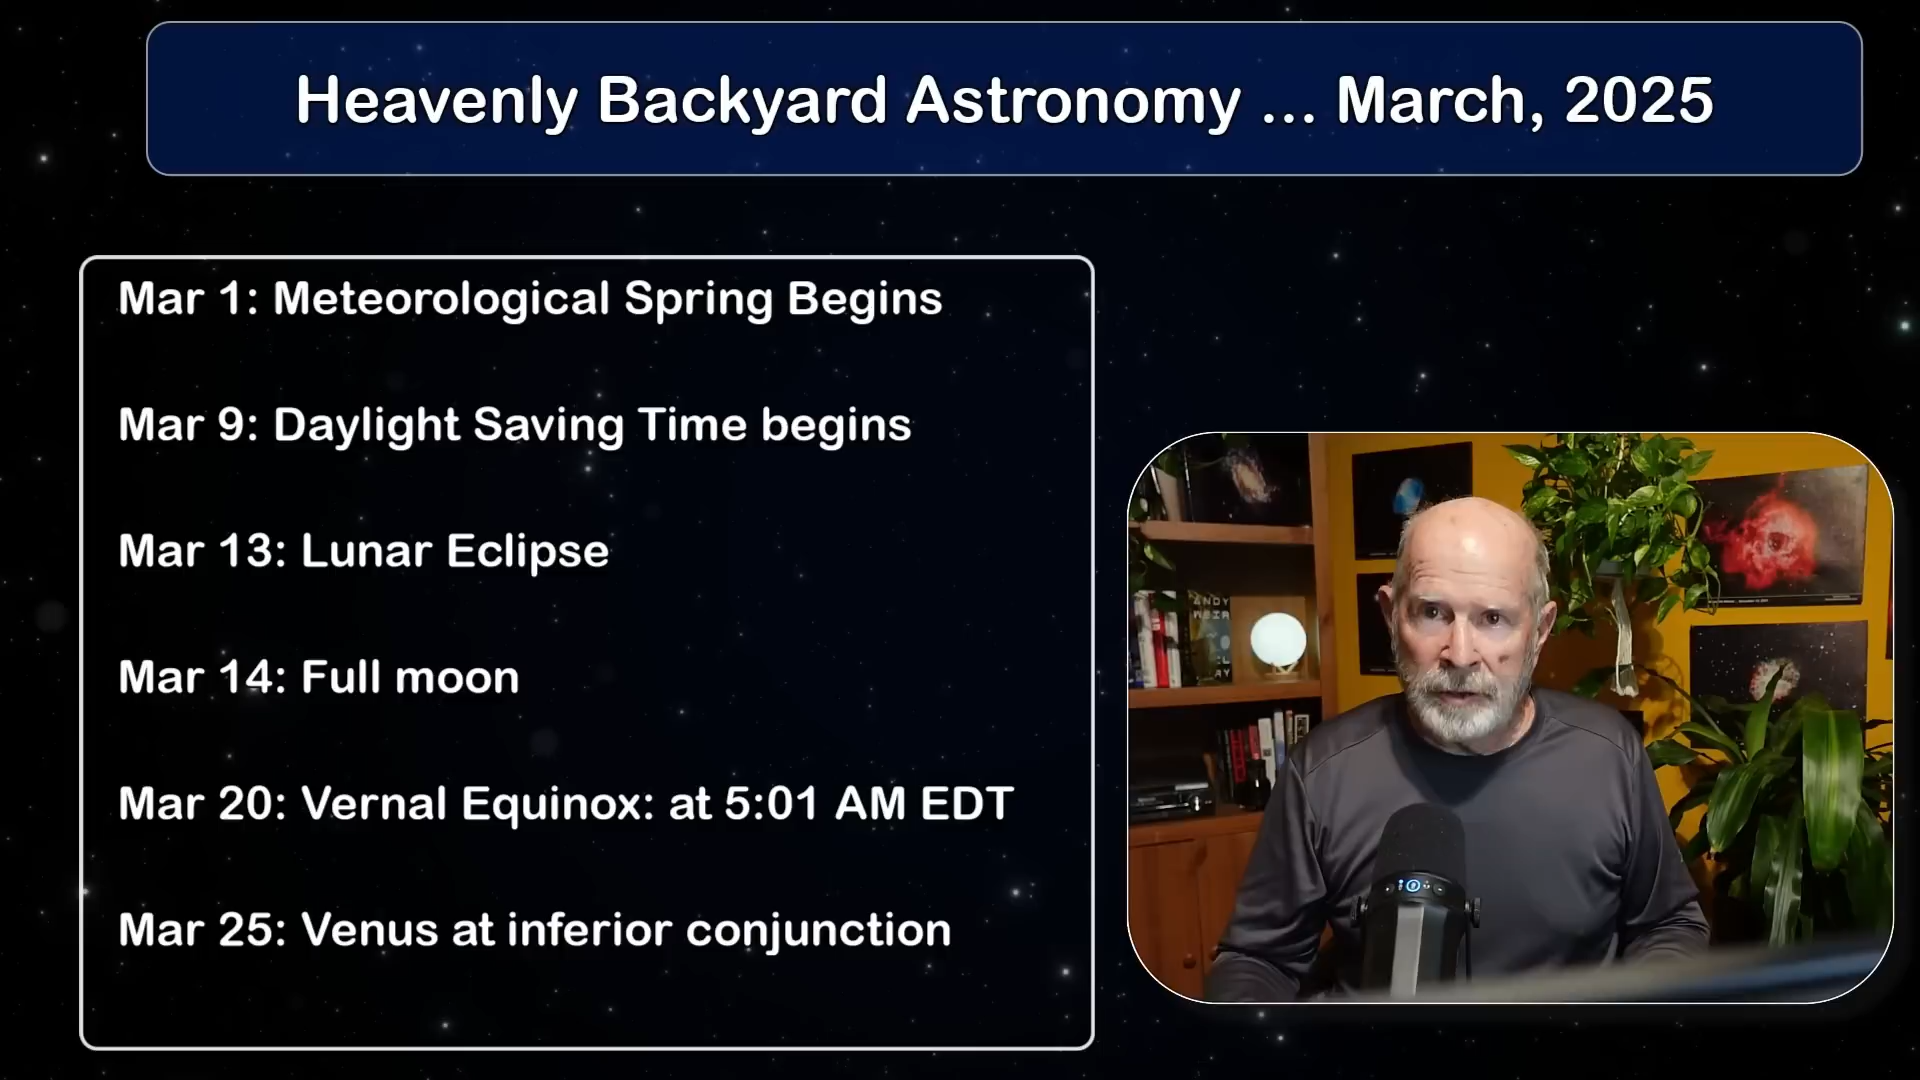 Heavenly Backyard Astronomy ... March, 2025
Mar 1: Meteorological Spring Begins
Mar 9: Daylight Saving Time begins
Mar 13: Lunar Eclipse
Mar 14: Full moon
Mar 20: Vernal Equinox: at 5:01 AM EDT
Mar 25: Venus at inferior conjunction
ANDY
WEIR